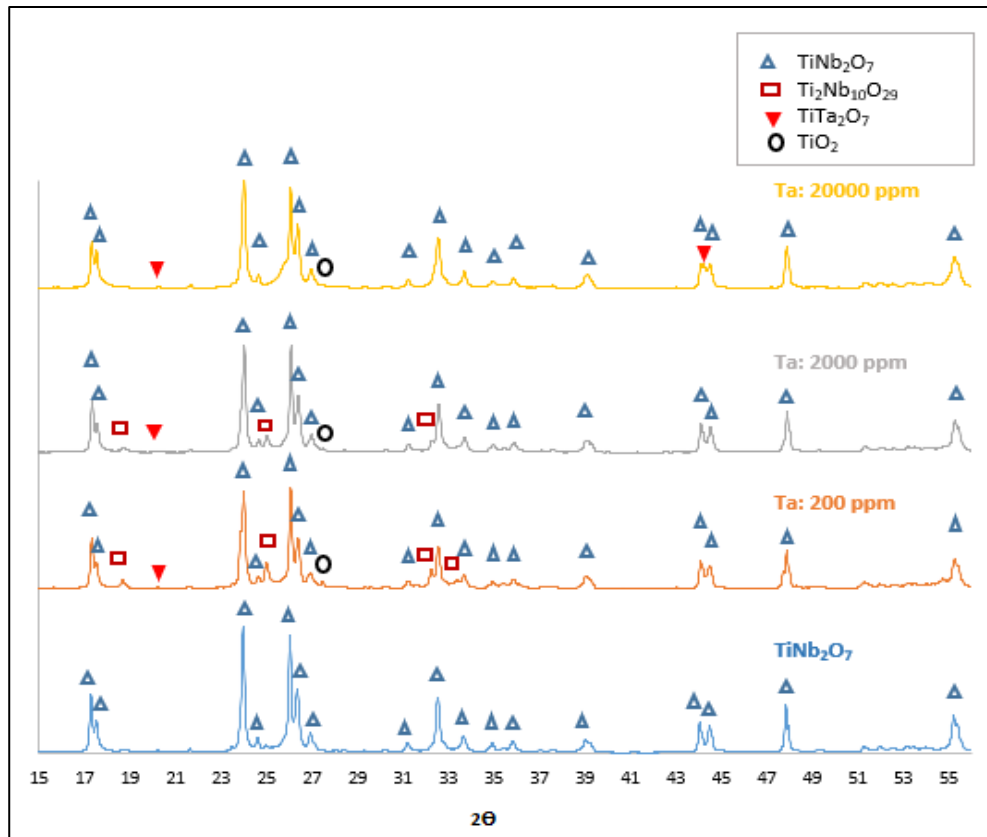 TiNb₂O₇
Ti₂Nb₁₀O₂₉
TiTa₂O₇
TiO₂
Ta: 20000 ppm
Ta: 2000 ppm
Ta: 200 ppm
TiNb₂O₇
15 17 19 21 23 25 27 29 31 33 35 37 39 41 43 45 47 49 51 53 55
2ϴ